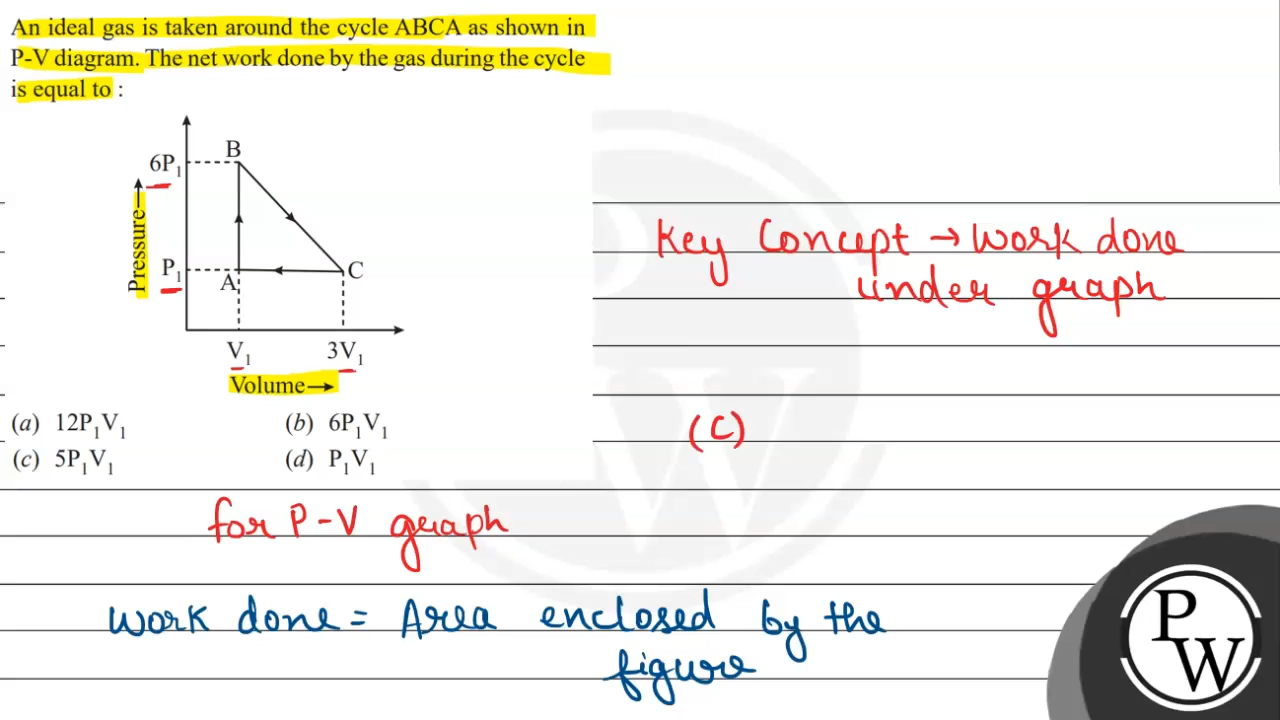 An ideal gas is taken around the cycle ABCA as shown in
P-V diagram. The net work done by the gas during the cycle
is equal to :
B
6P₁
Pressure
P₁
A
C
V₁ 3V₁
Volume
(a) 12P₁V₁ (b) 6P₁V₁
(c) 5P₁V₁ (d) P₁V₁
Key Concept → Work done
under graph
(C)
for P-V graph
Work done = Area enclosed by the
figure
P
W